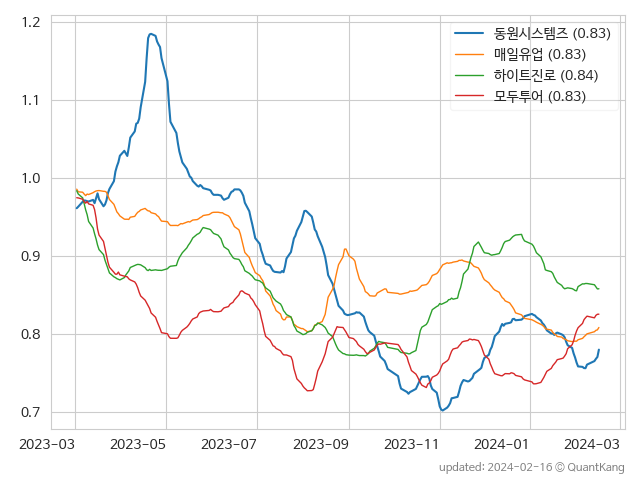 동원시스템즈 (0.83)
매일유업 (0.83)
하이트진로 (0.84)
모두투어 (0.83)
1.2
1.1
1.0
0.9
0.8
0.7
2023-03 2023-05 2023-07 2023-09 2023-11 2024-01 2024-03
updated: 2024-02-16 © QuantKang